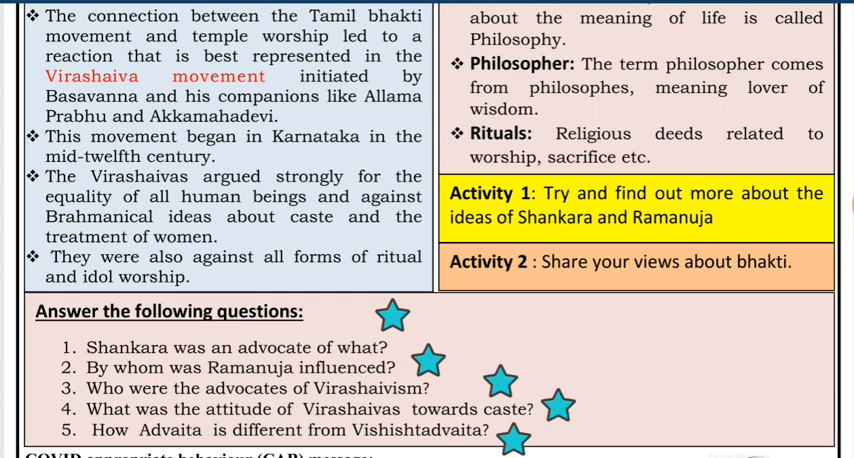 ❖ The connection between the Tamil bhakti
movement and temple worship led to a
reaction that is best represented in the
Virashaiva movement initiated by
Basavanna and his companions like Allama
Prabhu and Akkamahadevi.
❖ This movement began in Karnataka in the
mid-twelfth century.
❖ The Virashaivas argued strongly for the
equality of all human beings and against
Brahmanical ideas about caste and the
treatment of women.
❖ They were also against all forms of ritual
and idol worship.
about the meaning of life is called
Philosophy.
❖ Philosopher: The term philosopher comes
from philosophes, meaning lover of
wisdom.
❖ Rituals: Religious deeds related to
worship, sacrifice etc.
Activity 1: Try and find out more about the
ideas of Shankara and Ramanuja
Activity 2 : Share your views about bhakti.
Answer the following questions:
1. Shankara was an advocate of what?
2. By whom was Ramanuja influenced?
3. Who were the advocates of Virashaivism?
4. What was the attitude of Virashaivas towards caste?
5. How Advaita is different from Vishishtadvaita?